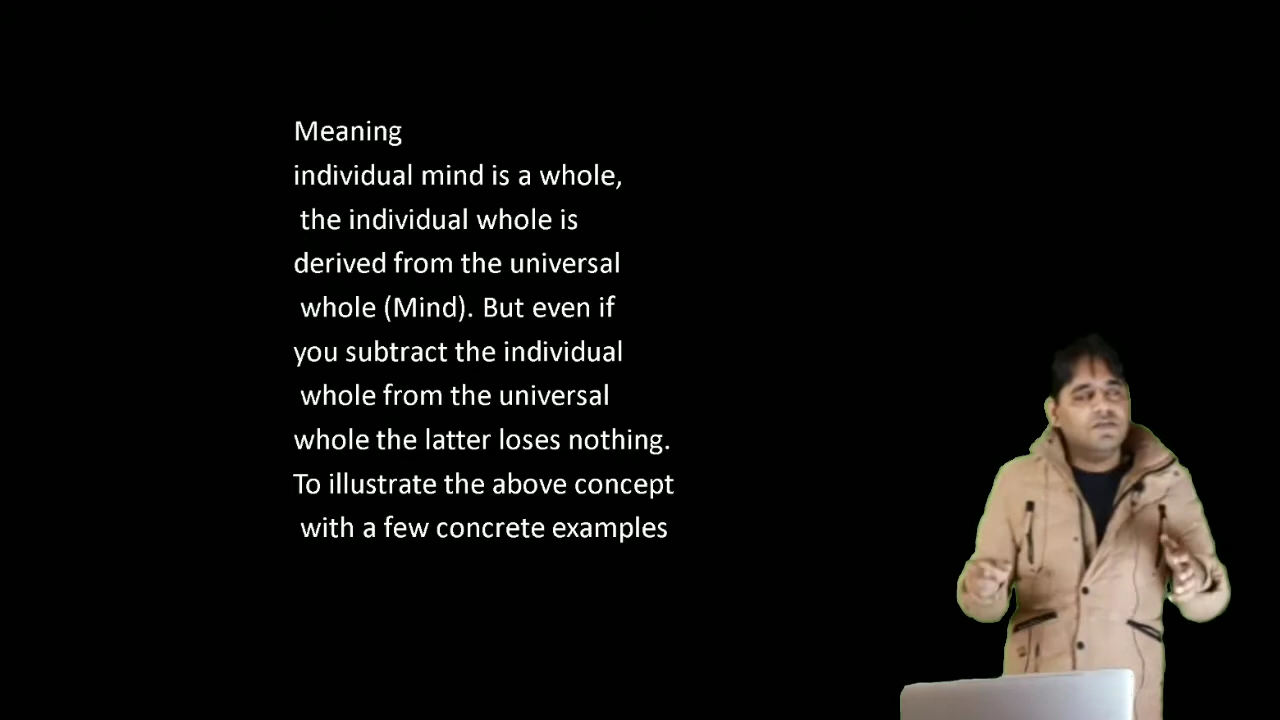 Meaning
individual mind is a whole,
the individual whole is
derived from the universal
whole (Mind). But even if
you subtract the individual
whole from the universal
whole the latter loses nothing.
To illustrate the above concept
with a few concrete examples